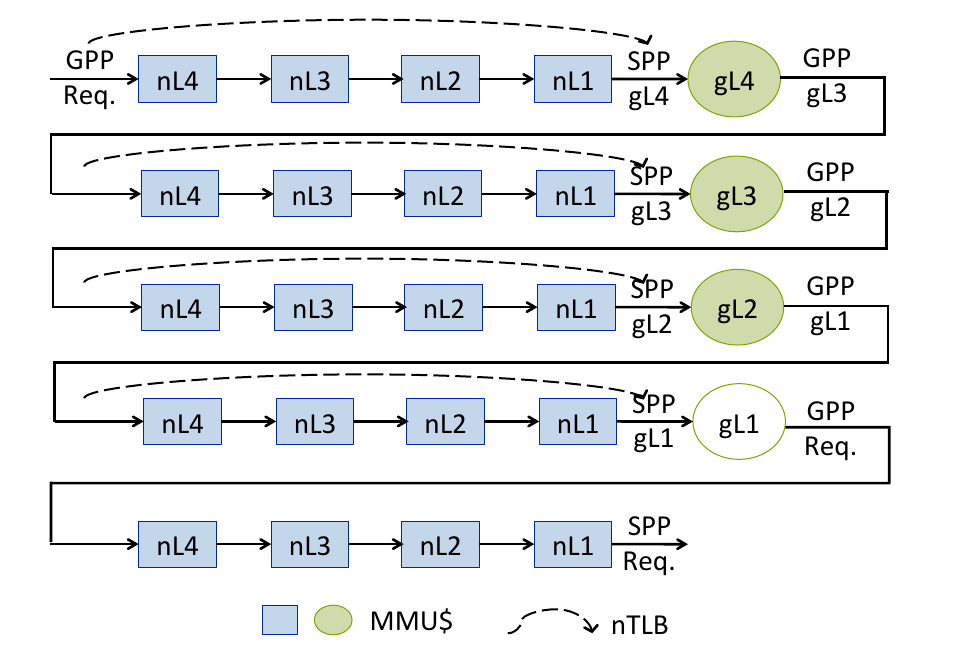 GPP
Req.
nL4 nL3 nL2 nL1
SPP
gL4
gL4
GPP
gL3
nL4 nL3 nL2 nL1
SPP
gL3
gL3
GPP
gL2
nL4 nL3 nL2 nL1
SPP
gL2
gL2
GPP
gL1
nL4 nL3 nL2 nL1
SPP
gL1
gL1
GPP
Req.
nL4 nL3 nL2 nL1
SPP
Req.
MMU$ nTLB